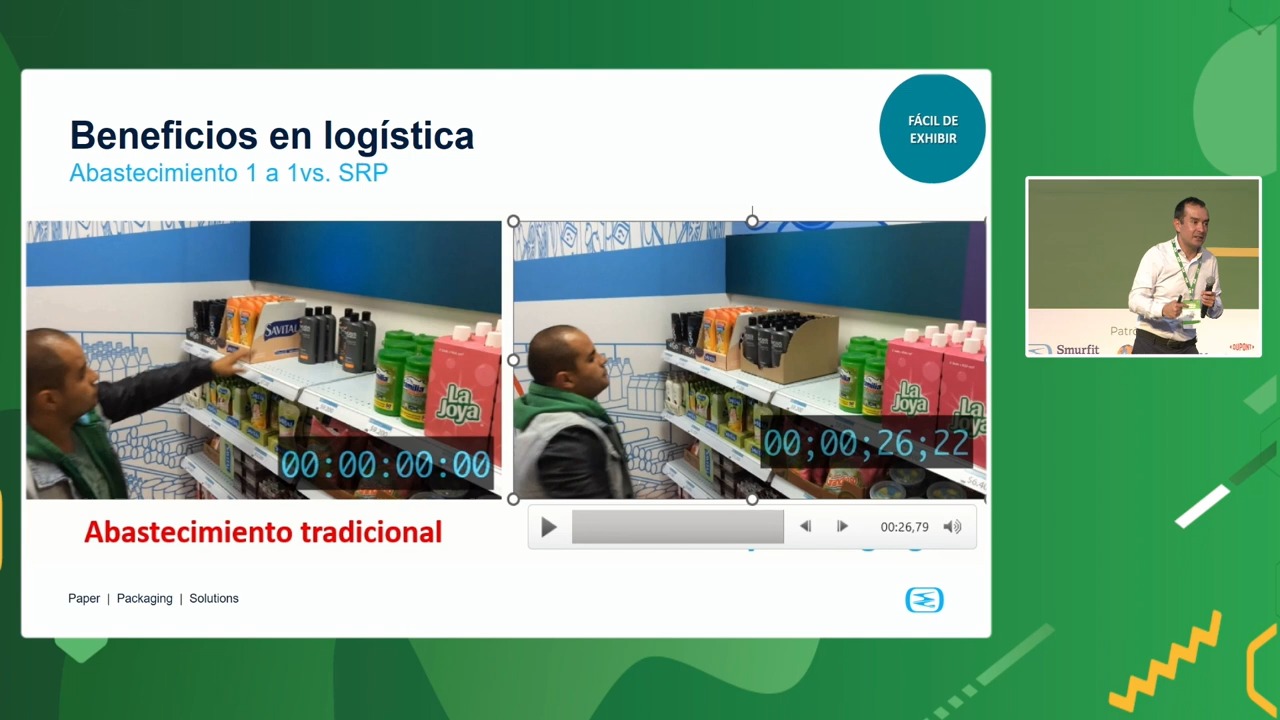 Beneficios en logística
Abastecimiento 1 a 1vs. SRP
FÁCIL DE
EXHIBIR
SAVITAL
La
Joya
00:00:00:00
La
Joya
La
00;00;26;22
Abastecimiento tradicional
00:26,79
Paper | Packaging | Solutions
Smurfit
DUPONT